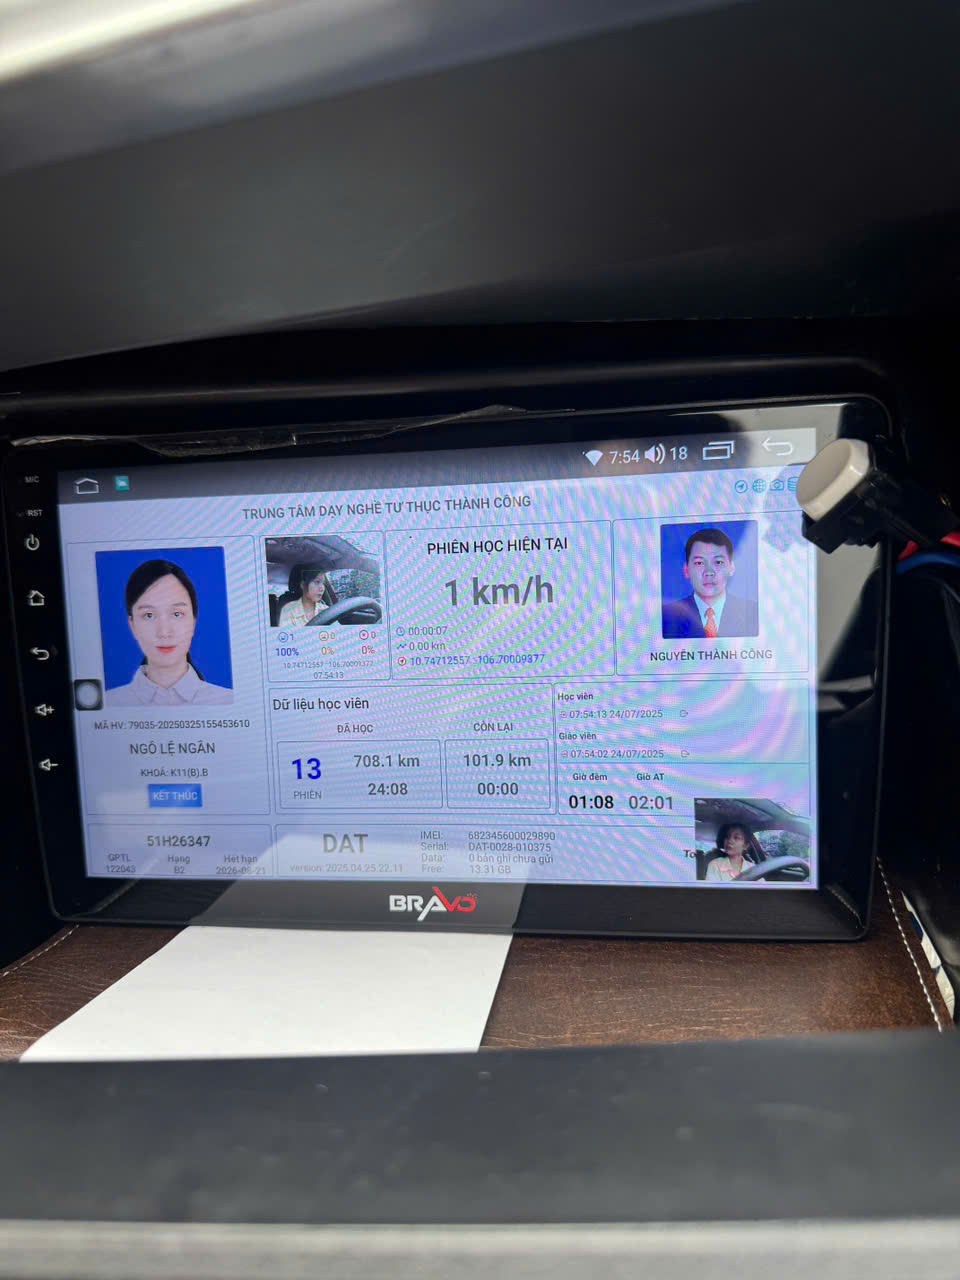 MIC
RST
7:54
18
TRUNG TÂM DẠY NGHỀ TƯ THỤC THÀNH CÔNG
MÃ HV: 79035-20250325155453610
NGÔ LỆ NGÂN
KHOÁ: K11(B).B
KẾT THÚC
1 0 0
100% 0% 0%
10.74712557 -106.70009377
07:54:13
PHIÊN HỌC HIỆN TẠI
1 km/h
00:00:07
0.00 km
10.74712557 -106.70009377
NGUYỄN THÀNH CÔNG
Dữ liệu học viên
ĐÃ HỌC
CÒN LẠI
13
PHIÊN
708.1 km
24:08
101.9 km
00:00
Học viên
07:54:13 24/07/2025
Giáo viên
07:54:02 24/07/2025
Giờ đêm Giờ AT
01:08 02:01
51H26347
GPTL Hạng Hết hạn
122043 B2 2026-08-21
DAT
version: 2025.04.25.22.11
IMEI: 682345600029890
Serial: DAT-0028-010375
Data: 0 bản ghi chưa gửi
Free: 13.31 GB
BRAVO